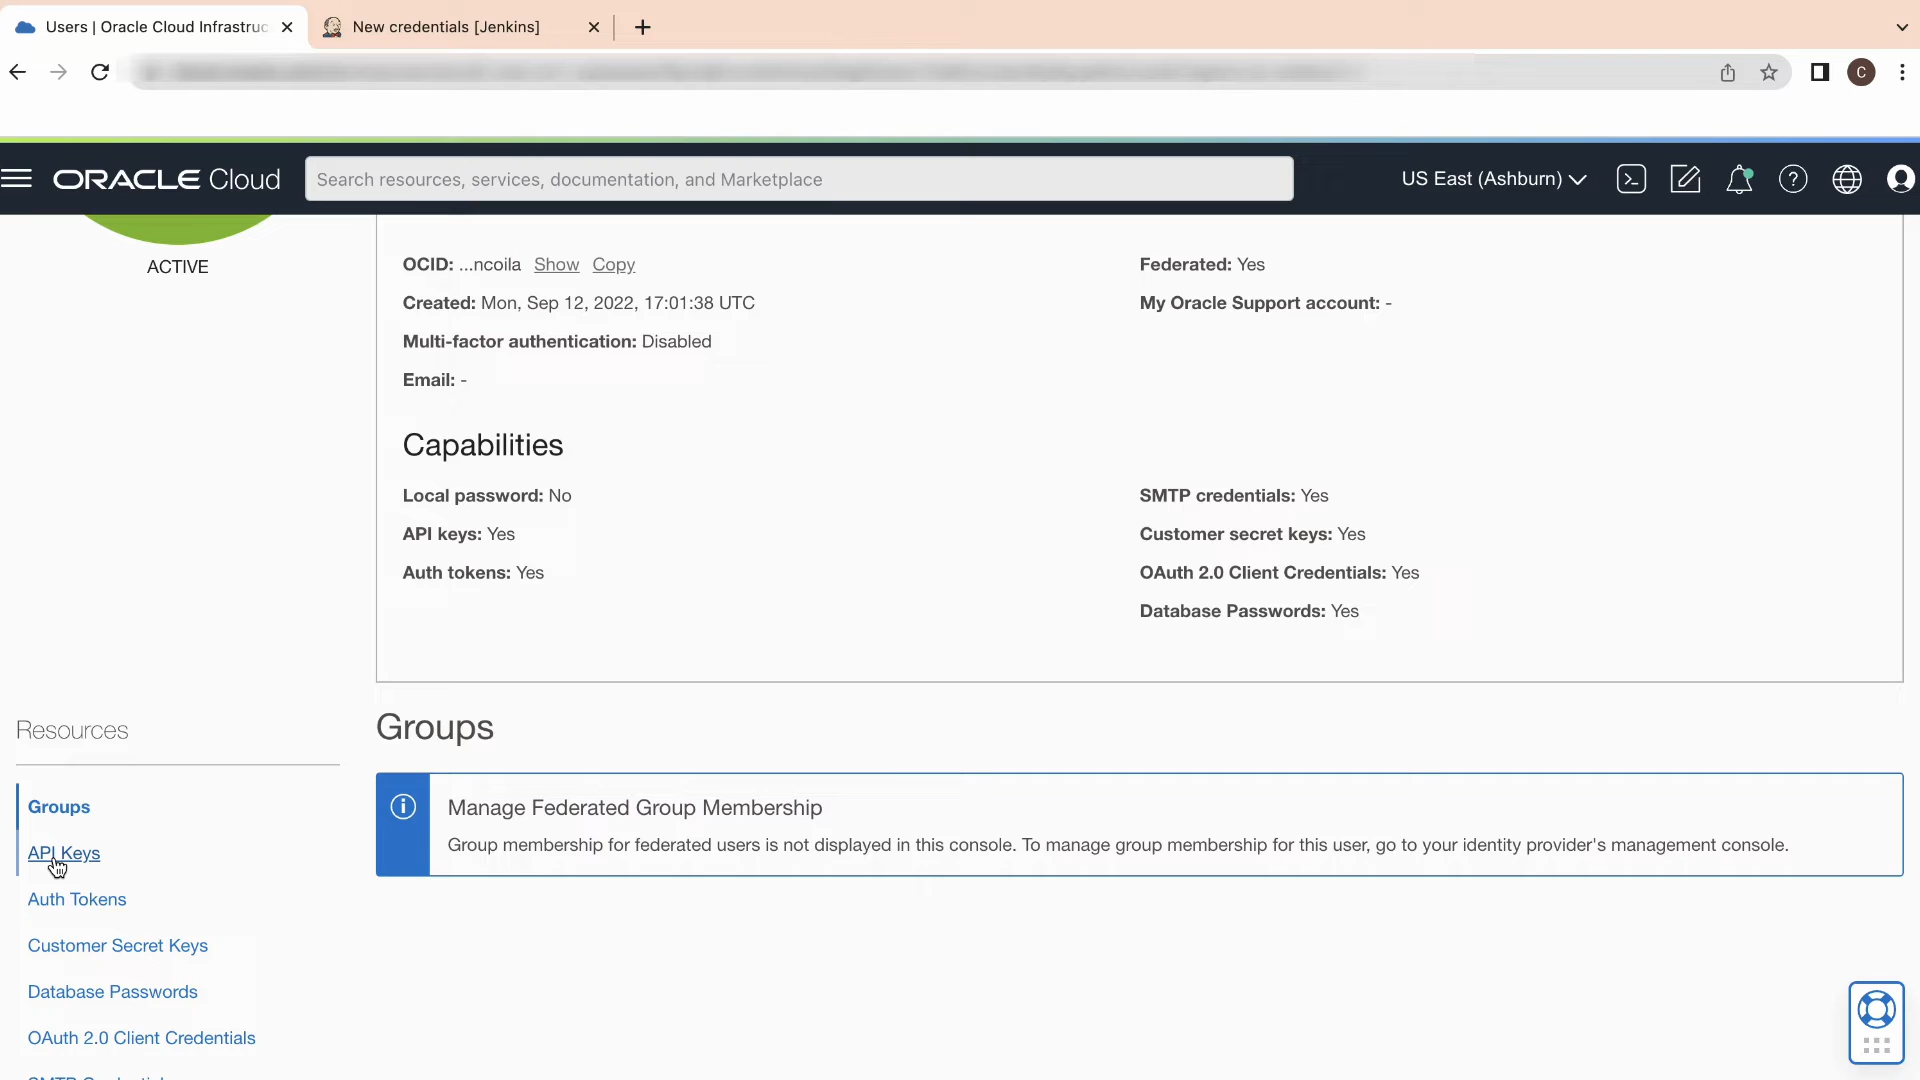 Users | Oracle Cloud Infrastruc
New credentials [Jenkins]
C
ORACLE Cloud
Search resources, services, documentation, and Marketplace
US East (Ashburn)
ACTIVE
OCID: ...ncoila Show Copy
Federated: Yes
Created: Mon, Sep 12, 2022, 17:01:38 UTC
My Oracle Support account: -
Multi-factor authentication: Disabled
Email: -
Capabilities
Local password: No
SMTP credentials: Yes
API keys: Yes
Customer secret keys: Yes
Auth tokens: Yes
OAuth 2.0 Client Credentials: Yes
Database Passwords: Yes
Resources
Groups
Groups
Manage Federated Group Membership
Group membership for federated users is not displayed in this console. To manage group membership for this user, go to your identity provider's management console.
API Keys
Auth Tokens
Customer Secret Keys
Database Passwords
OAuth 2.0 Client Credentials